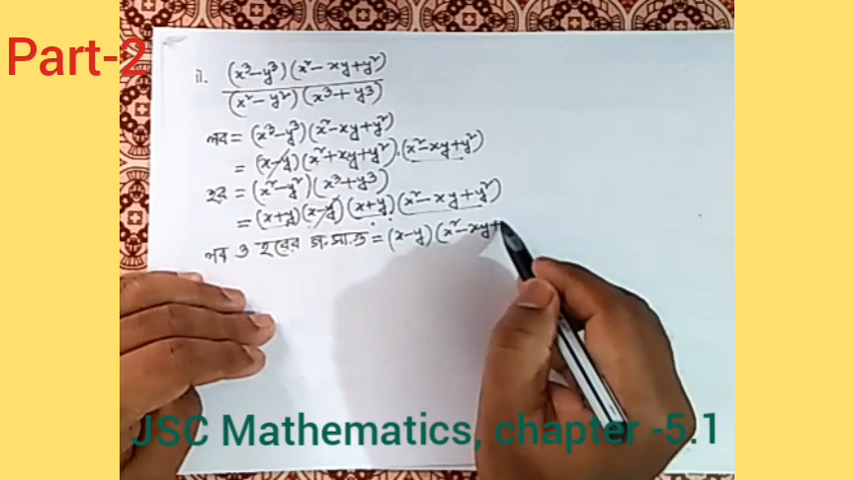 Part-2
ii. (x³-y³)(x²-xy+y²)
(x²-y²)(x³+y³)
লব = (x³-y³)(x²-xy+y²)
= (x-y)(x²+xy+y²).(x²-xy+y²)
হর = (x²-y²)(x³+y³)
= (x+y)(x-y)(x+y)(x²-xy+y²)
লব ও হরের গ.সা.গু = (x-y)(x²-xy+
JSC Mathematics, chapter -5.1